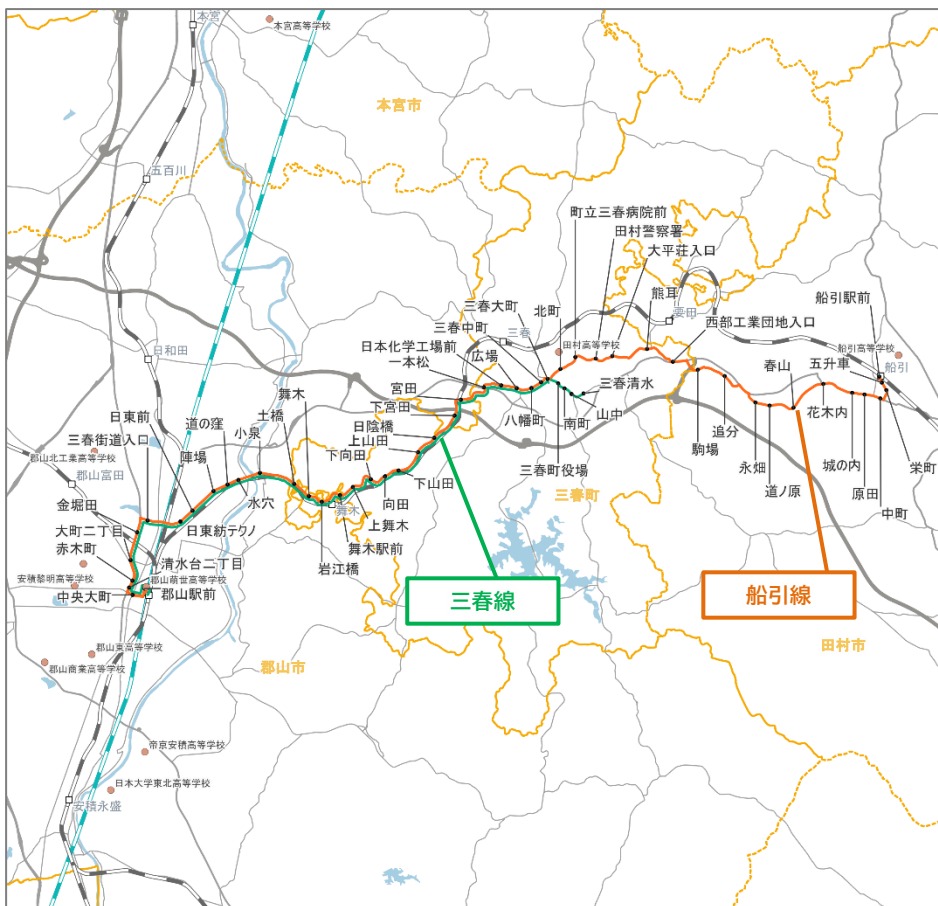 本宮
本宮高等学校
本宮市
五百川
町立三春病院前
田村警察署
大平荘入口
熊耳
船引駅前
三春大町
北町
要田
三春中町
三春
西部工業団地入口
船引高等学校
日本化学工場前
広場
田村高等学校
五升車
船引
一本松
春山
日和田
宮田
三春清水
舞木
下宮田
八幡町
山中
花木内
日東前
道の窪
土橋
日陰橋
南町
追分
三春街道入口
小泉
上山田
駒場
城の内
栄町
郡山北工業高等学校
陣場
下向田
三春町役場
永畑
原田
郡山富田
下山田
道ノ原
中町
金堀田
水穴
向田
三春町
大町二丁目
日東紡テクノ
舞木
上舞木
赤木町
舞木駅前
清水台二丁目
岩江橋
安積黎明高等学校
郡山萌世高等学校
中央大町
郡山駅前
三春線
船引線
郡山東高等学校
郡山商業高等学校
郡山市
田村市
帝京安積高等学校
日本大学東北高等学校
安積永盛